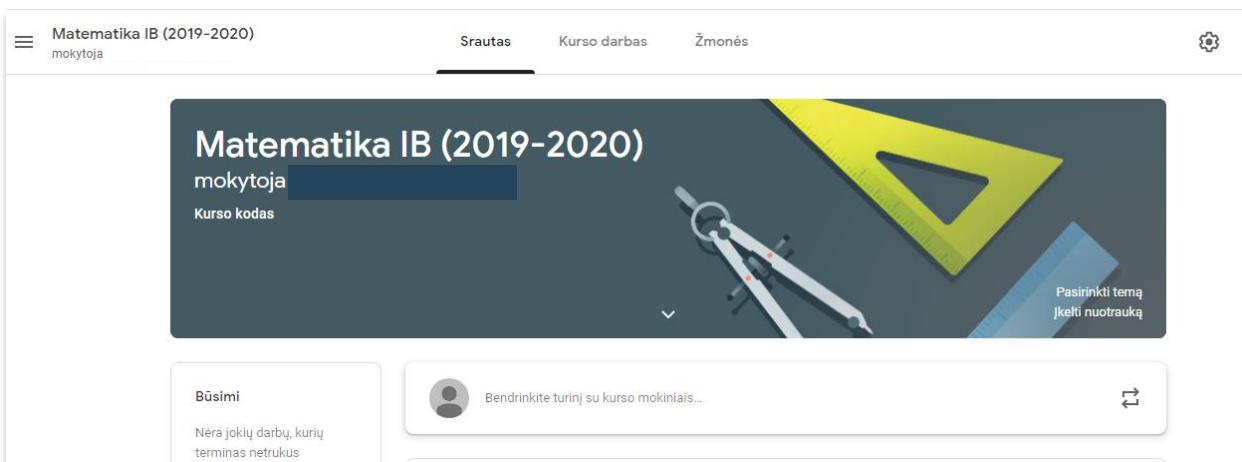 Matematika IB (2019-2020)
mokytoja
Srautas
Kurso darbas
Žmonės
Matematika IB (2019-2020)
mokytoja
Kurso kodas
Pasirinkti temą
Įkelti nuotrauką
Būsimi
Nėra jokių darbų, kurių
terminas netrukus
Bendrinkite turinį su kurso mokiniais...